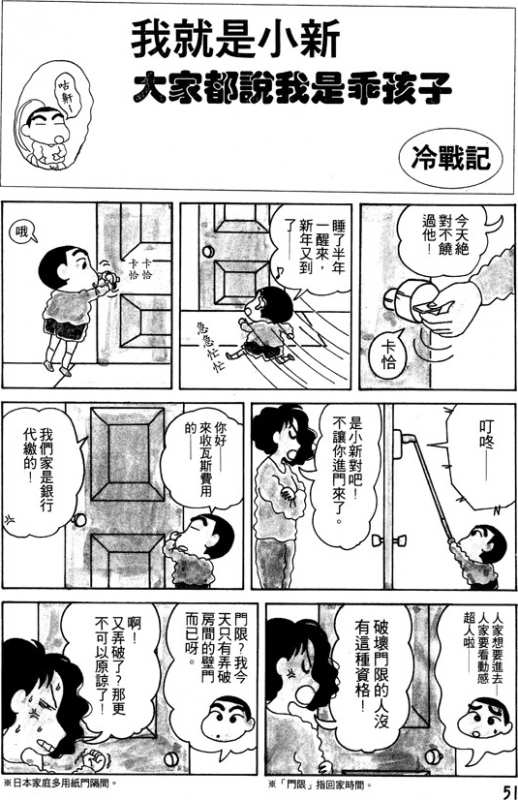 我就是小新
大家都說我是乖孩子
咕鼾！
冷戰記
今天絕
對不饒
過他！
卡恰
睡了半年
一醒來，
新年又到
了——♪
急急忙忙
哦
卡恰
卡恰
叮咚——
是小新對吧！
不讓你進門來了。
你好——
來收瓦斯費用
的——
我們家是銀行
代繳的！
人家想要進去——
人家要看動感
超人啦——
破壞門限的人沒
有這種資格！
門限？我今
天只有弄破
房間的壁門
而已呀。
啊！
又弄破了？那更
不可以原諒了！
※日本家庭多用紙門隔間。
※「門限」指回家時間。
51